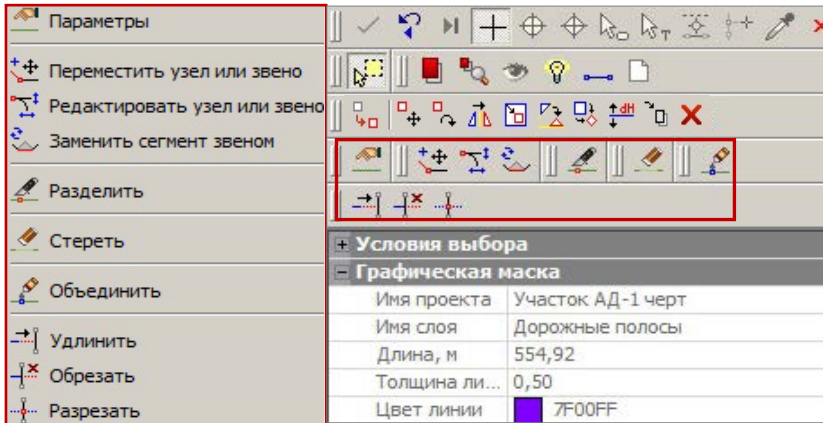 Параметры
Переместить узел или звено
Редактировать узел или звено
Заменить сегмент звеном
Разделить
Стереть
Объединить
Удлинить
Обрезать
Разрезать
Условия выбора
Графическая маска
Имя проекта Участок АД-1 черт
Имя слоя Дорожные полосы
Длина, м 554,92
Толщина ли... 0,50
Цвет линии 7F00FF